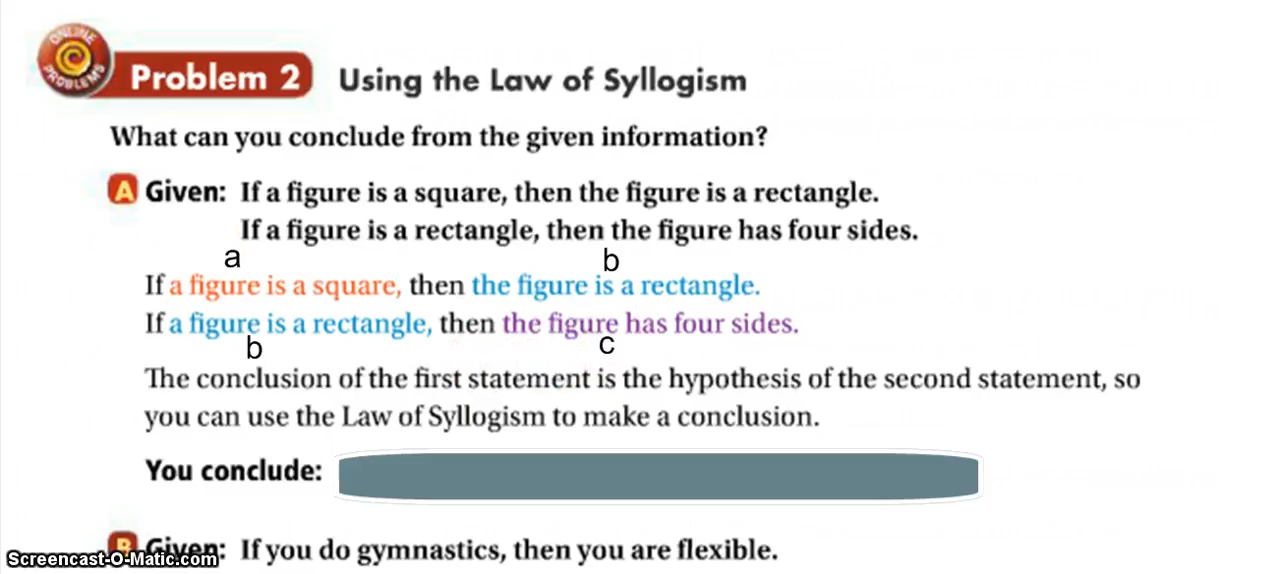 ONLINE PROBLEMS
Problem 2 Using the Law of Syllogism
What can you conclude from the given information?
A Given: If a figure is a square, then the figure is a rectangle.
If a figure is a rectangle, then the figure has four sides.
a b
If a figure is a square, then the figure is a rectangle.
If a figure is a rectangle, then the figure has four sides.
b c
The conclusion of the first statement is the hypothesis of the second statement, so
you can use the Law of Syllogism to make a conclusion.
You conclude:
B Given: If you do gymnastics, then you are flexible.
Screencast-O-Matic.com